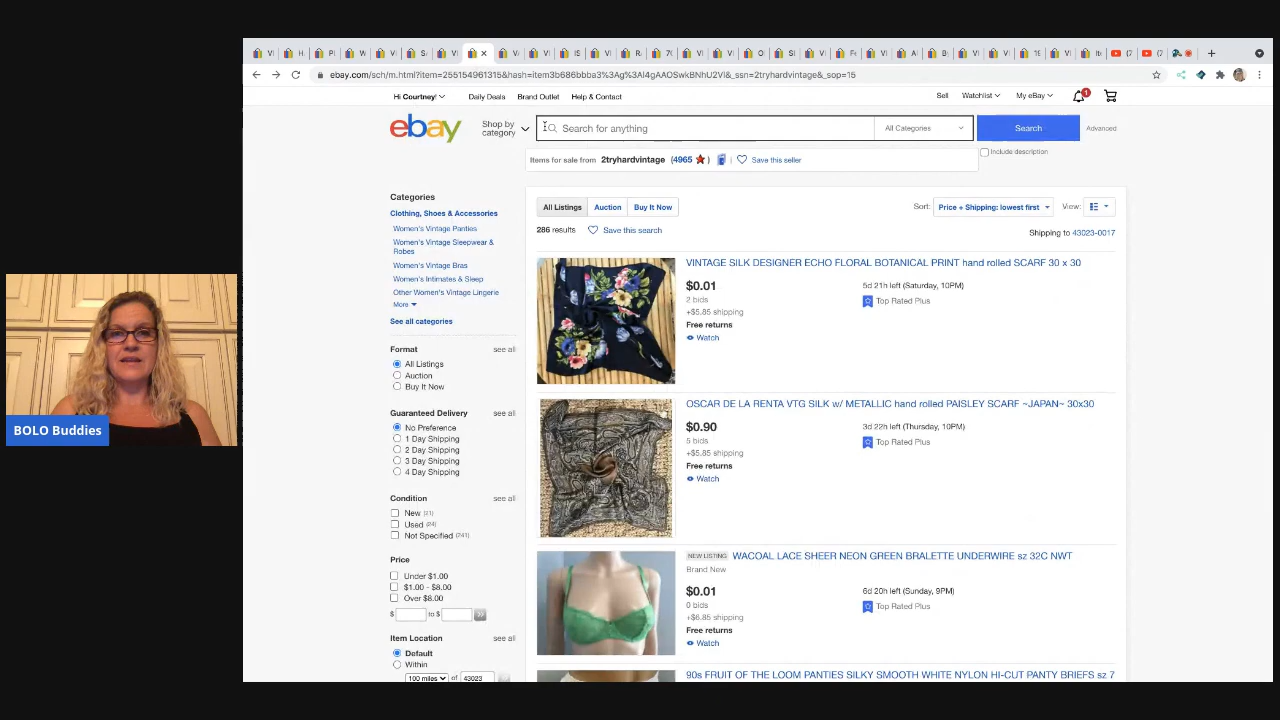 ebay.com/sch/m.html?item=255154961315&hash=item3b686bbba3%3Ag%3AI4gAAOSwkBNhU2Vl&_ssn=2tryhardvintage&_sop=15
Hi Courtney!
Daily Deals
Brand Outlet
Help & Contact
Sell
Watchlist
My eBay
1
ebay
Shop by category
Search for anything
All Categories
Search
Advanced
Items for sale from 2tryhardvintage (4965 ) | Save this seller
Include description
Categories
Clothing, Shoes & Accessories
Women's Vintage Panties
Women's Vintage Sleepwear &
Robes
Women's Vintage Bras
Women's Intimates & Sleep
Other Women's Vintage Lingerie
More
See all categories
Format
see all
All Listings
Auction
Buy It Now
Guaranteed Delivery
see all
No Preference
1 Day Shipping
2 Day Shipping
3 Day Shipping
4 Day Shipping
Condition
see all
New (21)
Used (24)
Not Specified (241)
Price
Under $1.00
$1.00 - $8.00
Over $8.00
$ to $
Item Location
see all
Default
Within
100 miles of 43023
All Listings
Auction
Buy It Now
Sort: Price + Shipping: lowest first
View:
286 results
Save this search
Shipping to 43023-0017
VINTAGE SILK DESIGNER ECHO FLORAL BOTANICAL PRINT hand rolled SCARF 30 x 30
$0.01
5d 21h left (Saturday, 10PM)
2 bids
Top Rated Plus
+$5.85 shipping
Free returns
Watch
OSCAR DE LA RENTA VTG SILK w/ METALLIC hand rolled PAISLEY SCARF ~JAPAN~ 30x30
$0.90
3d 22h left (Thursday, 10PM)
5 bids
Top Rated Plus
+$5.85 shipping
Free returns
Watch
NEW LISTING WACOAL LACE SHEER NEON GREEN BRALETTE UNDERWIRE sz 32C NWT
Brand New
$0.01
6d 20h left (Sunday, 9PM)
0 bids
Top Rated Plus
+$6.85 shipping
Free returns
Watch
90s FRUIT OF THE LOOM PANTIES SILKY SMOOTH WHITE NYLON HI-CUT PANTY BRIEFS sz 7
BOLO Buddies